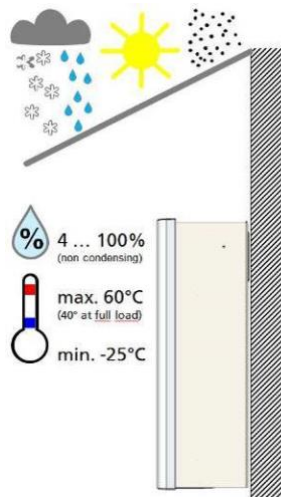 %
4 ... 100%
(non condensing)
max. 60°C
(40° at full load)
min. -25°C